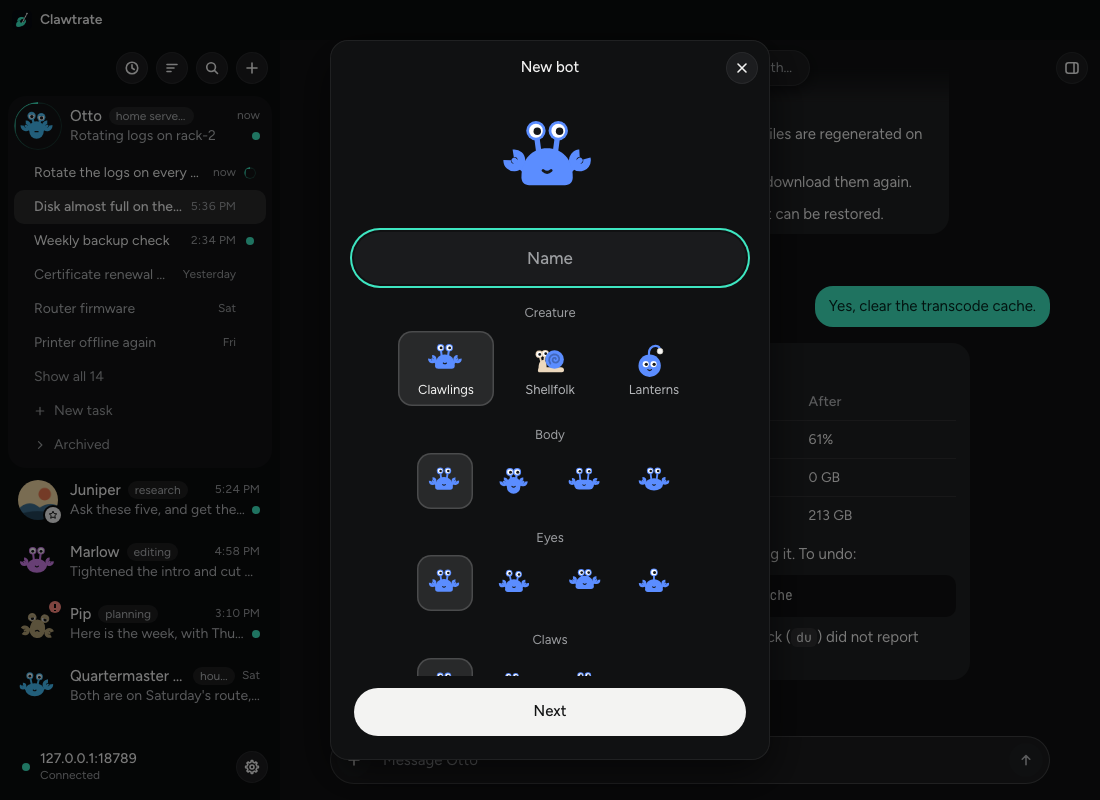 Clawtrate
Otto
home serve...
now
Rotating logs on rack-2
Rotate the logs on every ...
now
Disk almost full on the...
5:36 PM
Weekly backup check
2:34 PM
Certificate renewal ...
Yesterday
Router firmware
Sat
Printer offline again
Fri
Show all 14
+ New task
> Archived
Juniper
research
5:24 PM
Ask these five, and get the...
Marlow
editing
4:58 PM
Tightened the intro and cut ...
Pip
planning
3:10 PM
Here is the week, with Thu...
Quartermaster ...
hou...
Sat
Both are on Saturday's route,...
127.0.0.1:18789
Connected
New bot
Name
Creature
Clawlings
Shellfolk
Lanterns
Body
Eyes
Claws
Next
th...
iles are regenerated on
download them again.
can be restored.
Yes, clear the transcode cache.
After
61%
0 GB
213 GB
g it. To undo:
che
ck ( du ) did not report
Message Otto